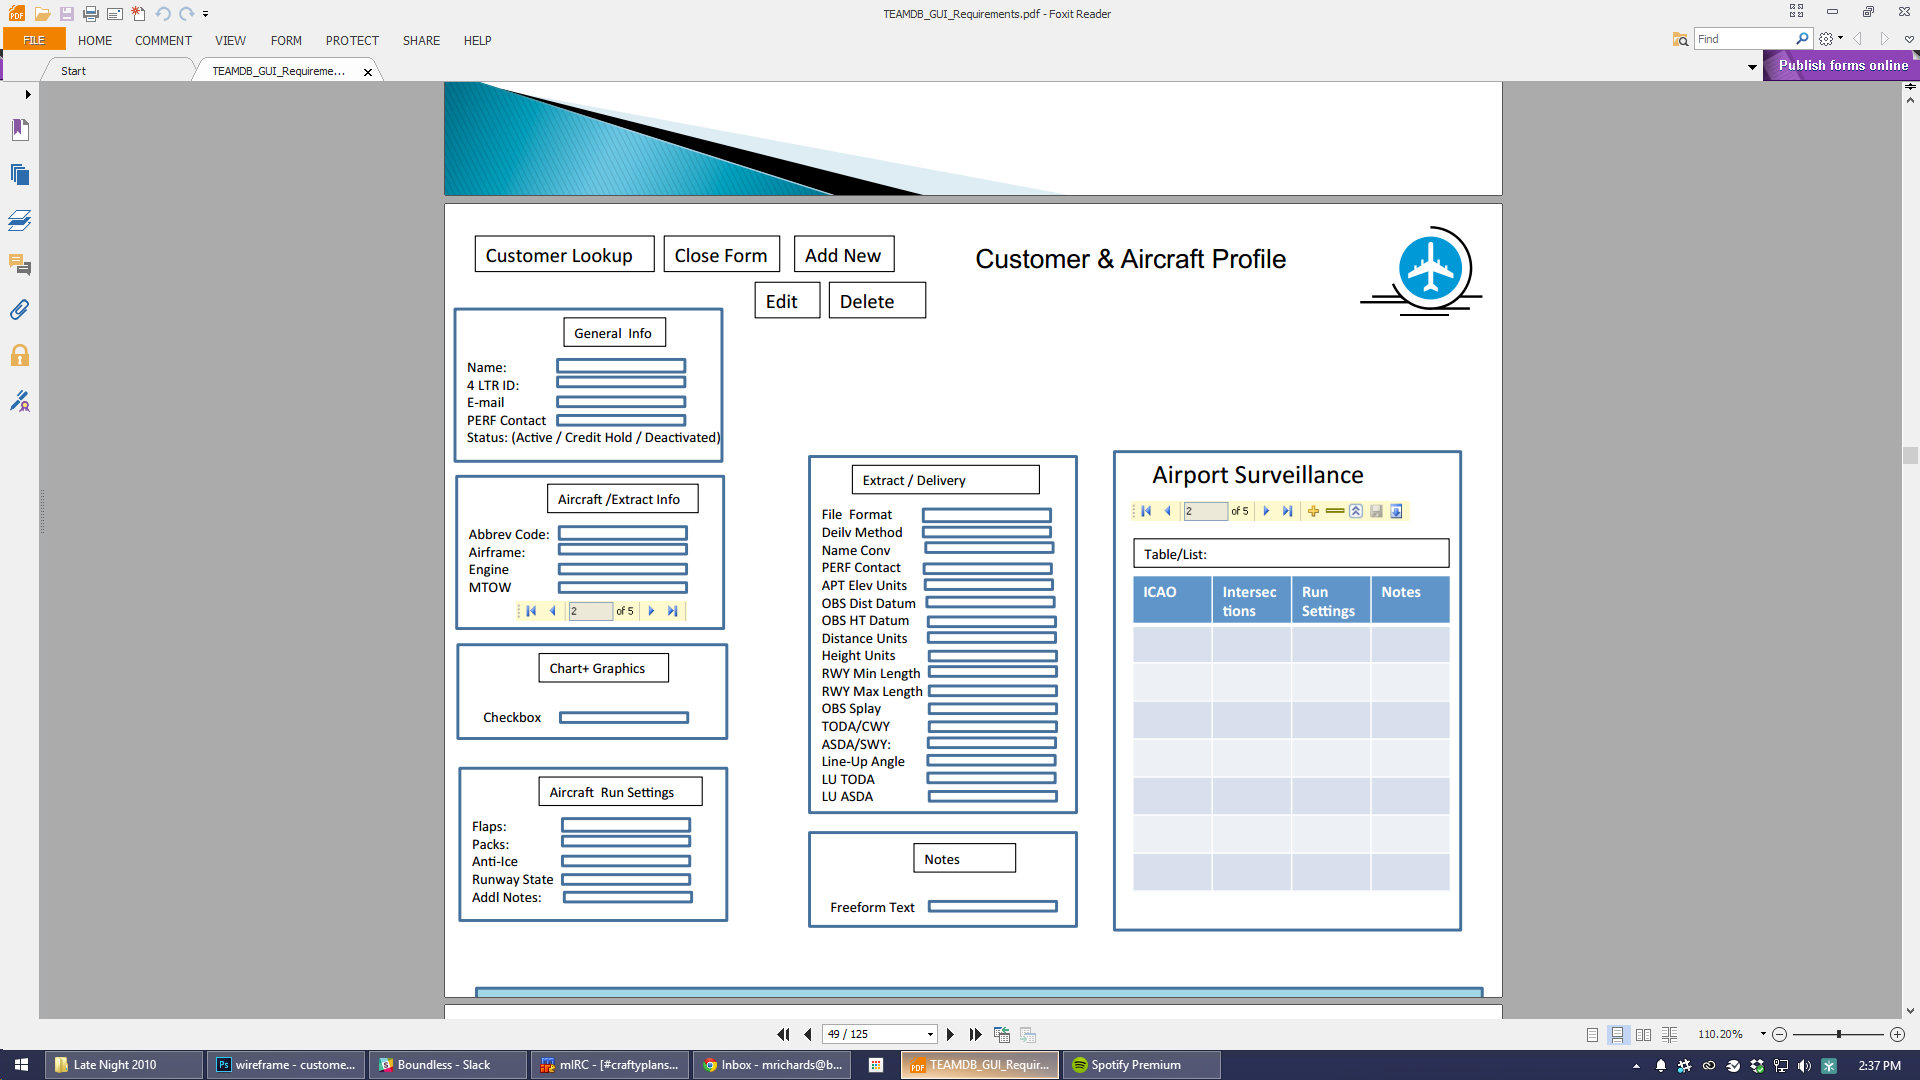 TEAMDB_GUI_Requirements.pdf - Foxit Reader
FILE
HOME
COMMENT
VIEW
FORM
PROTECT
SHARE
HELP
Find
Start
TEAMDB_GUI_Requireme...
Publish forms online
Customer Lookup
Close Form
Add New
Customer & Aircraft Profile
Edit
Delete
General Info
Name:
4 LTR ID:
E-mail
PERF Contact
Status: (Active / Credit Hold / Deactivated)
Aircraft /Extract Info
Abbrev Code:
Airframe:
Engine
MTOW
2 of 5
Chart+ Graphics
Checkbox
Aircraft Run Settings
Flaps:
Packs:
Anti-Ice
Runway State
Addl Notes:
Extract / Delivery
File Format
Deilv Method
Name Conv
PERF Contact
APT Elev Units
OBS Dist Datum
OBS HT Datum
Distance Units
Height Units
RWY Min Length
RWY Max Length
OBS Splay
TODA/CWY
ASDA/SWY:
Line-Up Angle
LU TODA
LU ASDA
Notes
Freeform Text
Airport Surveillance
2 of 5
Table/List:
ICAO
Intersec
tions
Run
Settings
Notes
49 / 125
110.20%
Late Night 2010
wireframe - custome...
Boundless - Slack
mIRC - [#craftyplans...
Inbox - mrichards@b...
TEAMDB_GUI_Requir...
Spotify Premium
2:37 PM